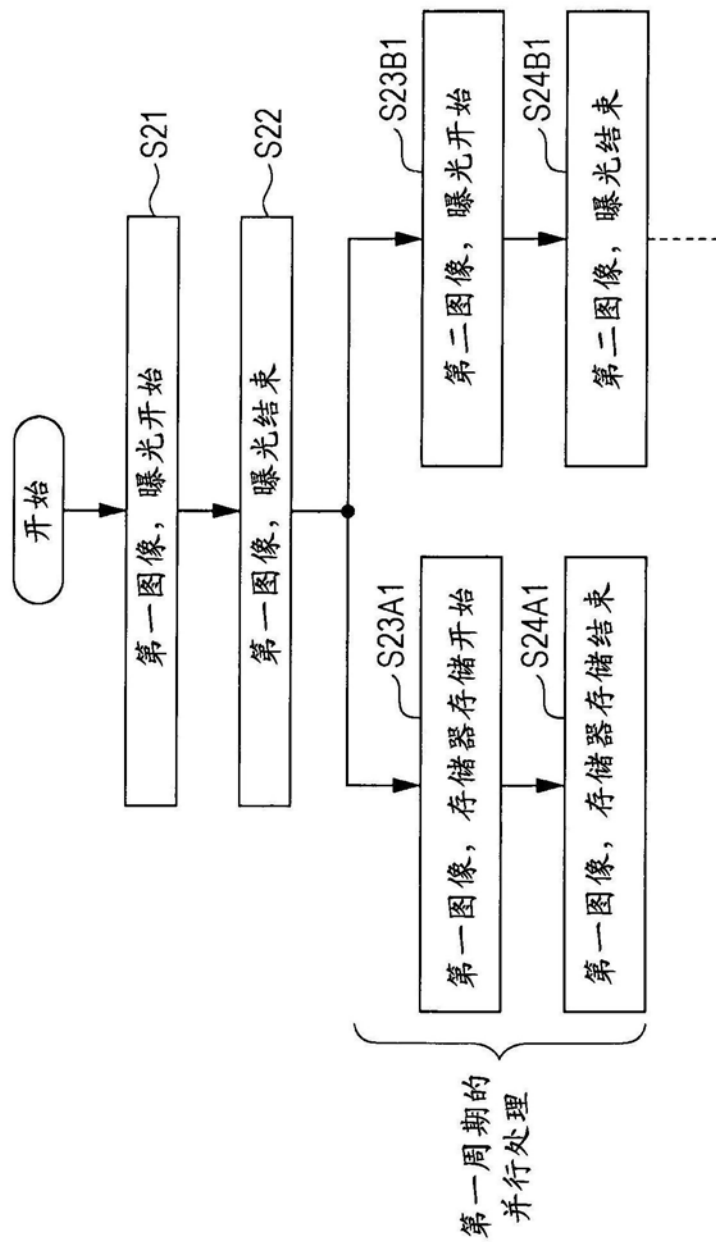 开始
第一图像，曝光开始
S21
第一图像，曝光结束
S22
第一周期的
并行处理
第一图像，存储器存储开始
S23A1
第一图像，存储器存储结束
S24A1
第二图像，曝光开始
S23B1
第二图像，曝光结束
S24B1